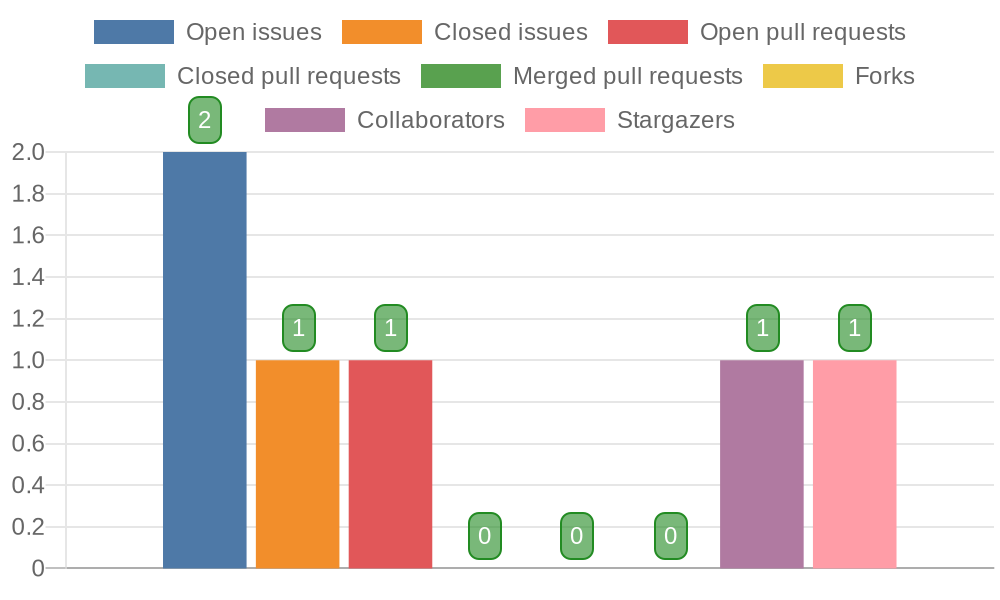 Open issues Closed issues Open pull requests
Closed pull requests Merged pull requests Forks
2 Collaborators Stargazers
2.0
1.8
1.6
1.4
1.2 1 1 1 1
1.0
0.8
0.6
0.4
0.2 0 0 0
0